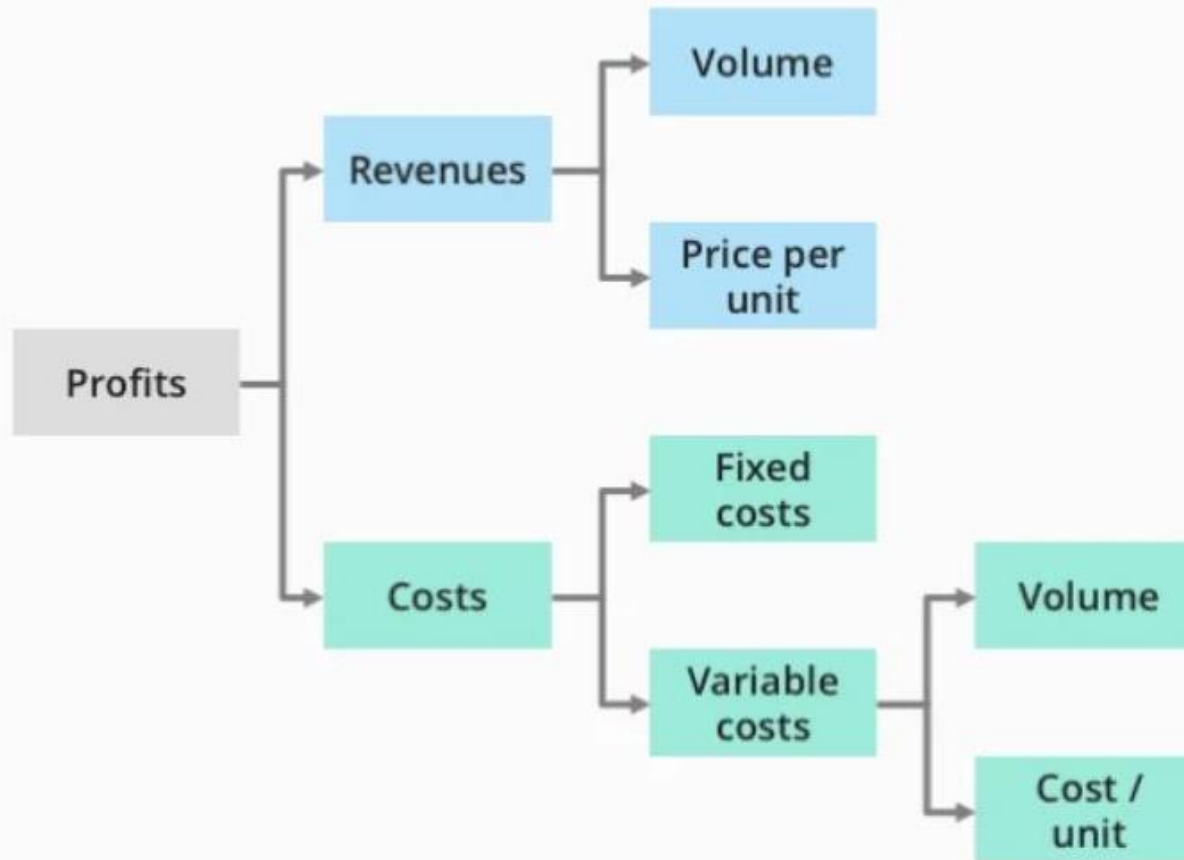 Volume
Revenues
Price per
unit
Profits
Fixed
costs
Costs
Volume
Variable
costs
Cost /
unit